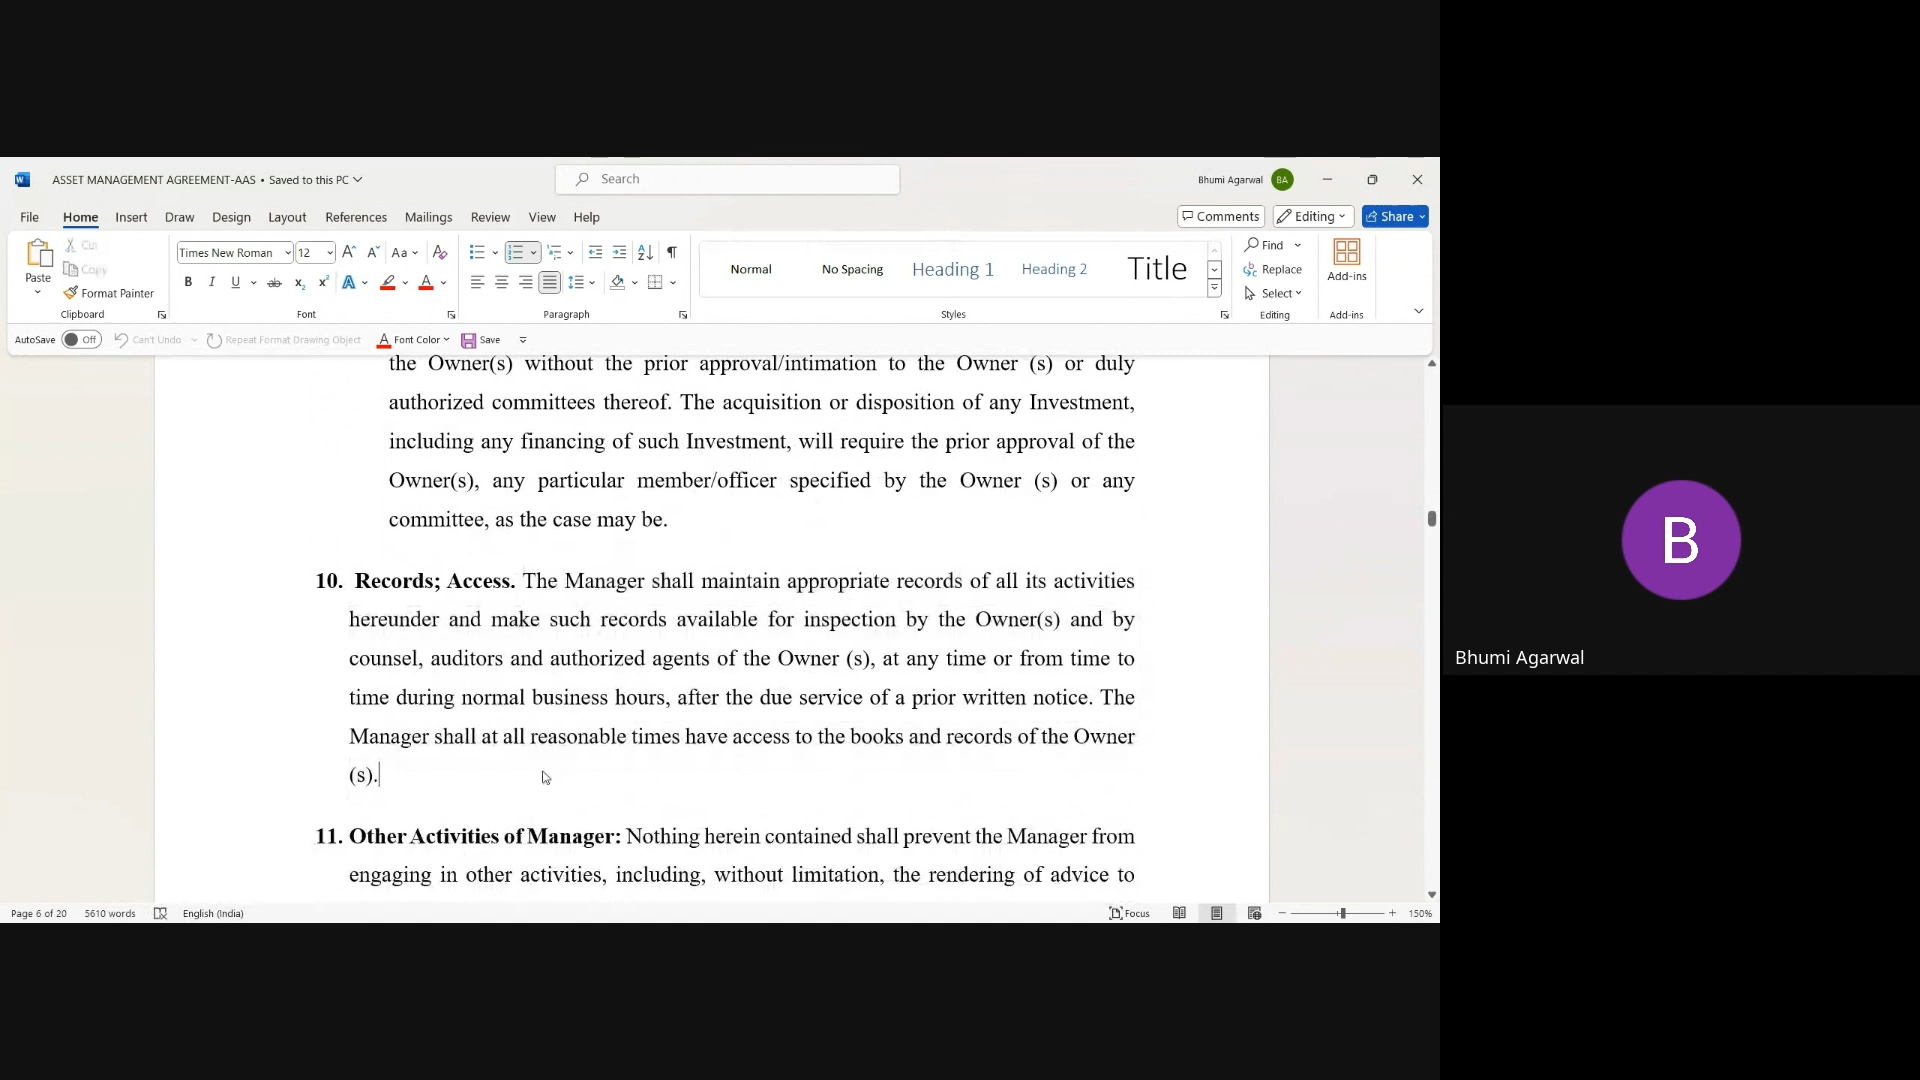 ASSET MANAGEMENT AGREEMENT-AAS • Saved to this PC
Search
Bhumi Agarwal BA
File Home Insert Draw Design Layout References Mailings Review View Help
Comments Editing Share
Paste
Cut
Copy
Format Painter
Times New Roman 12
Normal No Spacing Heading 1 Heading 2 Title
Find
Replace
Select
Add-ins
Clipboard Font Paragraph Styles Editing Add-ins
AutoSave Off Can't Undo Repeat Format Drawing Object Font Color Save
the Owner(s) without the prior approval/intimation to the Owner (s) or duly
authorized committees thereof. The acquisition or disposition of any Investment,
including any financing of such Investment, will require the prior approval of the
Owner(s), any particular member/officer specified by the Owner (s) or any
committee, as the case may be.
10. Records; Access. The Manager shall maintain appropriate records of all its activities
hereunder and make such records available for inspection by the Owner(s) and by
counsel, auditors and authorized agents of the Owner (s), at any time or from time to
time during normal business hours, after the due service of a prior written notice. The
Manager shall at all reasonable times have access to the books and records of the Owner
(s).
11. Other Activities of Manager: Nothing herein contained shall prevent the Manager from
engaging in other activities, including, without limitation, the rendering of advice to
Page 6 of 20 5610 words English (India) Focus 150%
B
Bhumi Agarwal